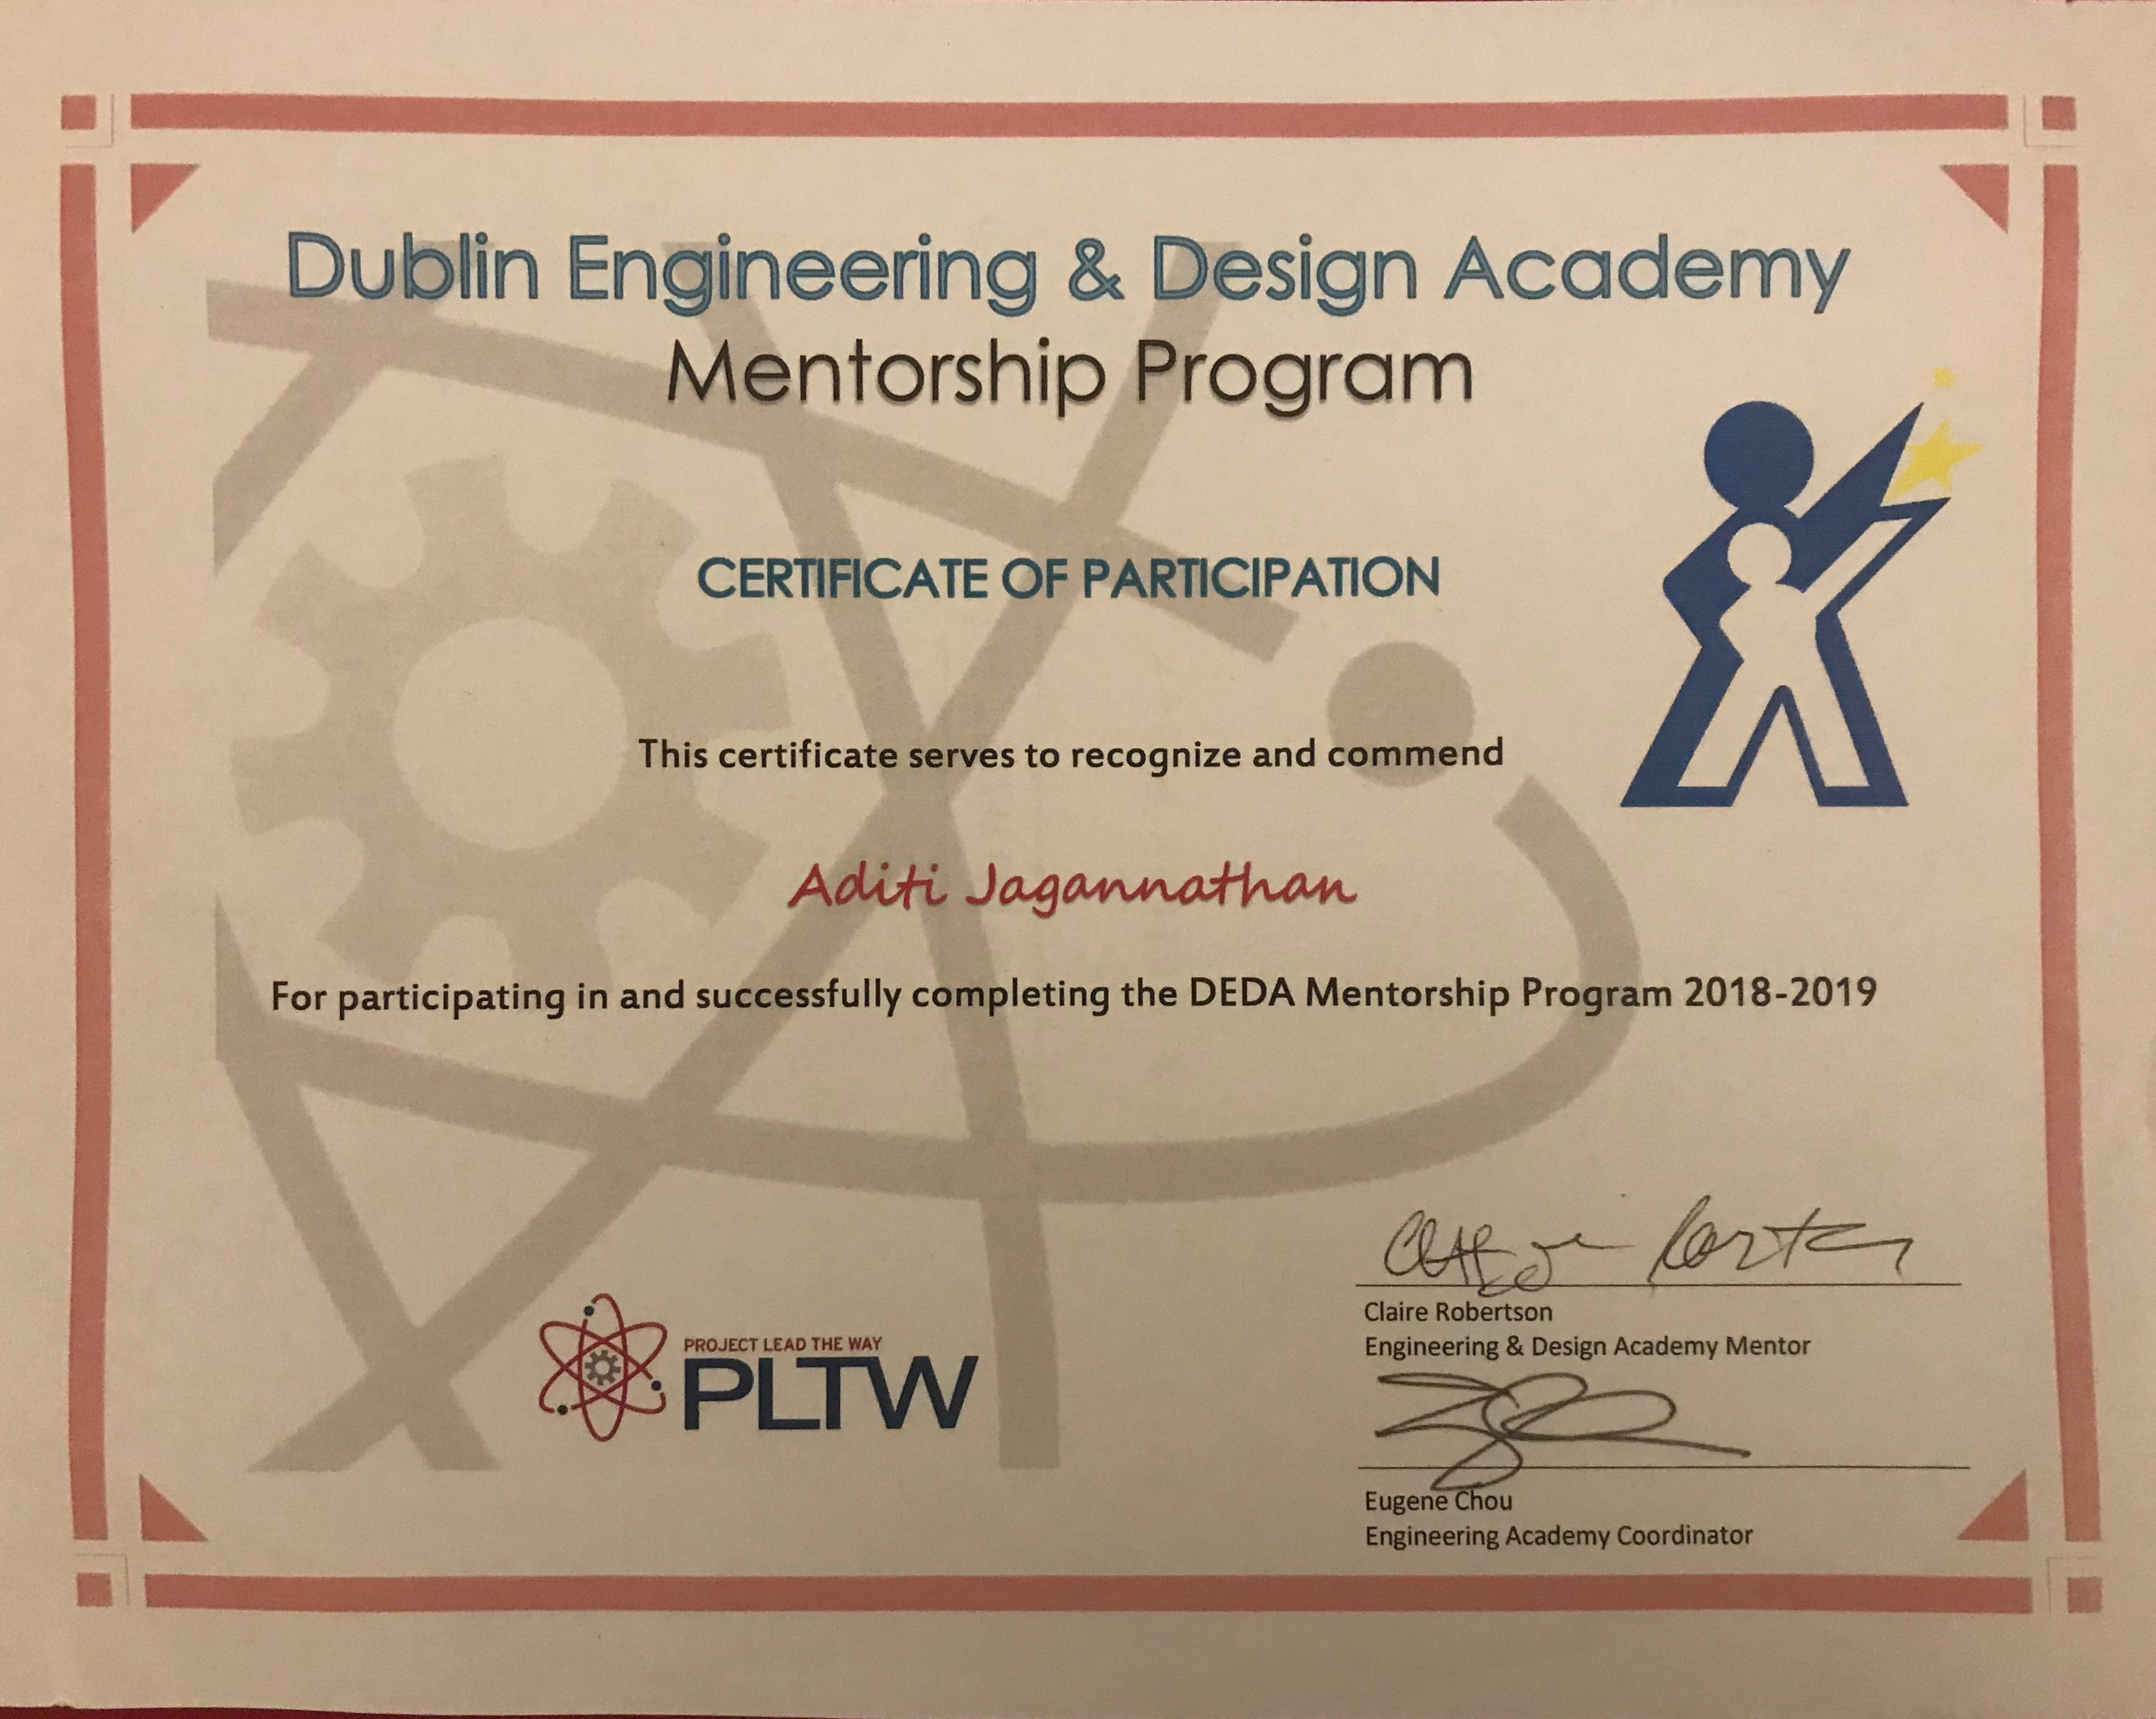 Dublin Engineering & Design Academy
Mentorship Program
CERTIFICATE OF PARTICIPATION
This certificate serves to recognize and commend
Aditi Jagannathan
For participating in and successfully completing the DEDA Mentorship Program 2018-2019
PROJECT LEAD THE WAY
PLTW
Claire Robertson
Engineering & Design Academy Mentor
Eugene Chou
Engineering Academy Coordinator